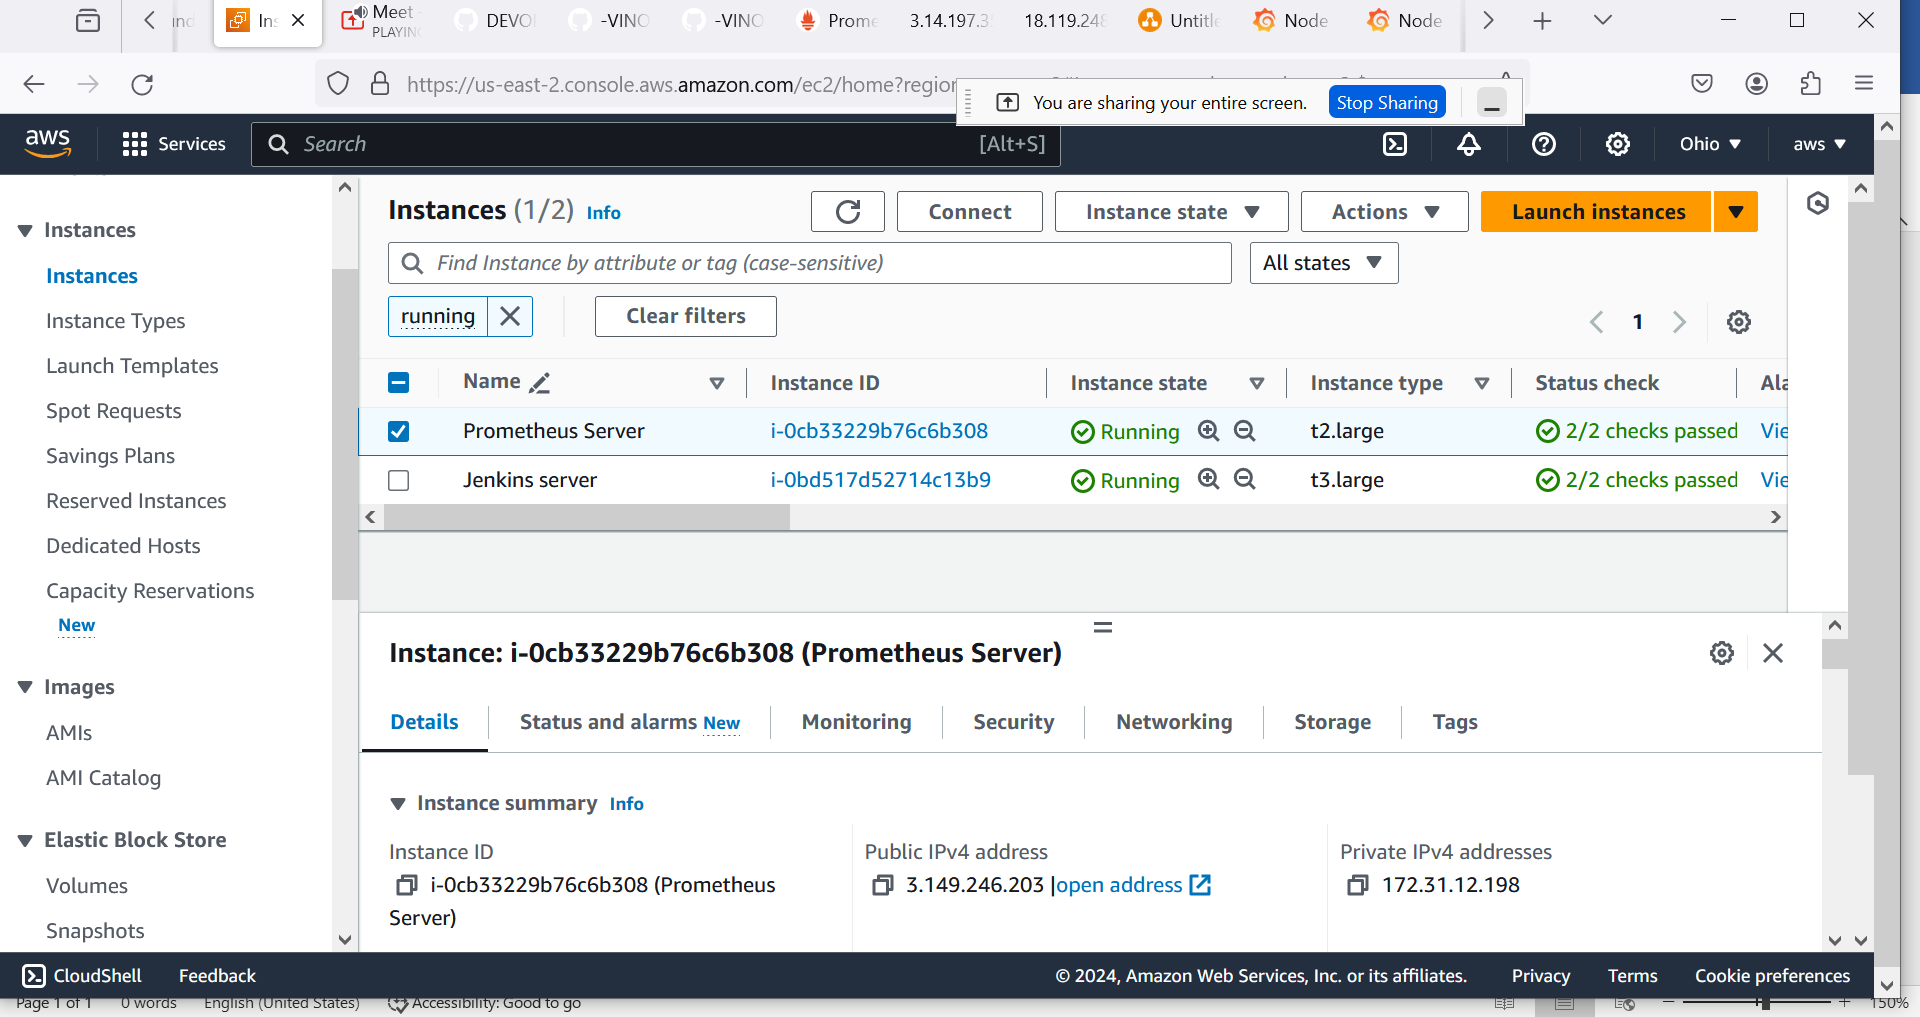 Ins
Meet
PLAYING
DEVO
-VINO
-VINO
Prome
3.14.197.3
18.119.248
Untitle
Node
Node
https://us-east-2.console.aws.amazon.com/ec2/home?region
You are sharing your entire screen.
Stop Sharing
aws
Services
Search
[Alt+S]
Ohio
aws
Instances
Instances
Instance Types
Launch Templates
Spot Requests
Savings Plans
Reserved Instances
Dedicated Hosts
Capacity Reservations
New
Images
AMIs
AMI Catalog
Elastic Block Store
Volumes
Snapshots
Instances (1/2) Info
Connect
Instance state
Actions
Launch instances
Find Instance by attribute or tag (case-sensitive)
All states
running
Clear filters
1
Name Instance ID Instance state Instance type Status check Ala
Prometheus Server i-0cb33229b76c6b308 Running t2.large 2/2 checks passed Vie
Jenkins server i-0bd517d52714c13b9 Running t3.large 2/2 checks passed Vie
Instance: i-0cb33229b76c6b308 (Prometheus Server)
Details Status and alarms New Monitoring Security Networking Storage Tags
Instance summary Info
Instance ID
i-0cb33229b76c6b308 (Prometheus
Server)
Public IPv4 address
3.149.246.203 |open address
Private IPv4 addresses
172.31.12.198
CloudShell Feedback
© 2024, Amazon Web Services, Inc. or its affiliates. Privacy Terms Cookie preferences
Page 1 of 1 0 words English (United States) Accessibility: Good to go 150%